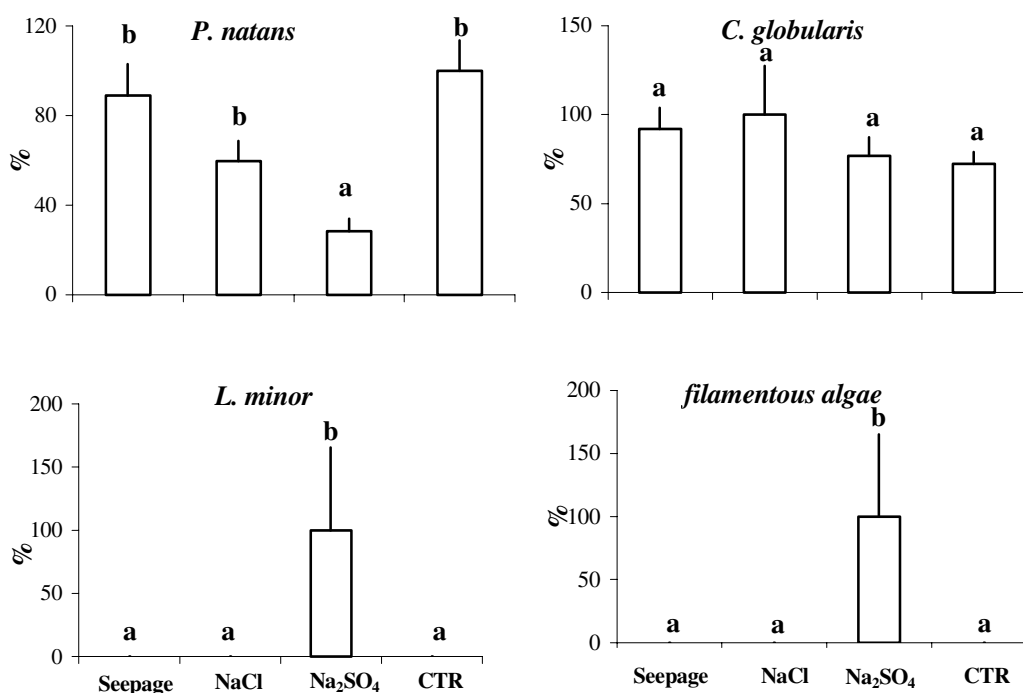 P. natans
120
80
40
0
%
b
b
a
b
C. globularis
150
100
50
0
%
a
a
a
a
L. minor
200
150
100
50
0
%
a
a
b
a
Seepage NaCl Na₂SO₄ CTR
filamentous algae
200
150
100
50
0
%
a
a
b
a
Seepage NaCl Na₂SO₄ CTR